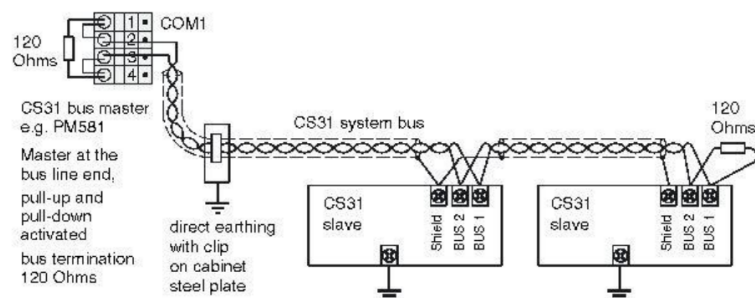 1
2
3
4
COM1
120
Ohms
CS31 bus master
e.g. PM581
Master at the
bus line end,
pull-up and
pull-down
activated
bus termination
120 Ohms
direct earthing
with clip
on cabinet
steel plate
CS31 system bus
CS31
slave
Shield
BUS 2
BUS 1
CS31
slave
Shield
BUS 2
BUS 1
120
Ohms